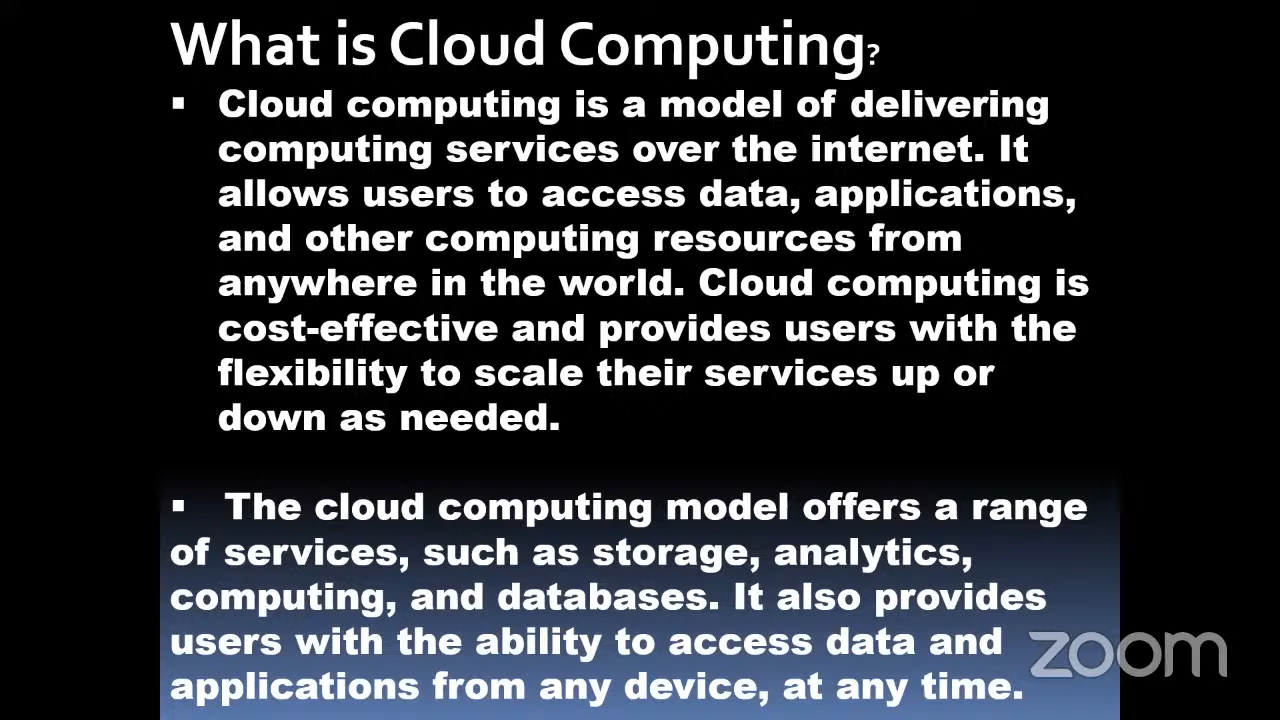 What is Cloud Computing?
▪ Cloud computing is a model of delivering
computing services over the internet. It
allows users to access data, applications,
and other computing resources from
anywhere in the world. Cloud computing is
cost-effective and provides users with the
flexibility to scale their services up or
down as needed.
▪ The cloud computing model offers a range
of services, such as storage, analytics,
computing, and databases. It also provides
users with the ability to access data and
applications from any device, at any time.
zoom